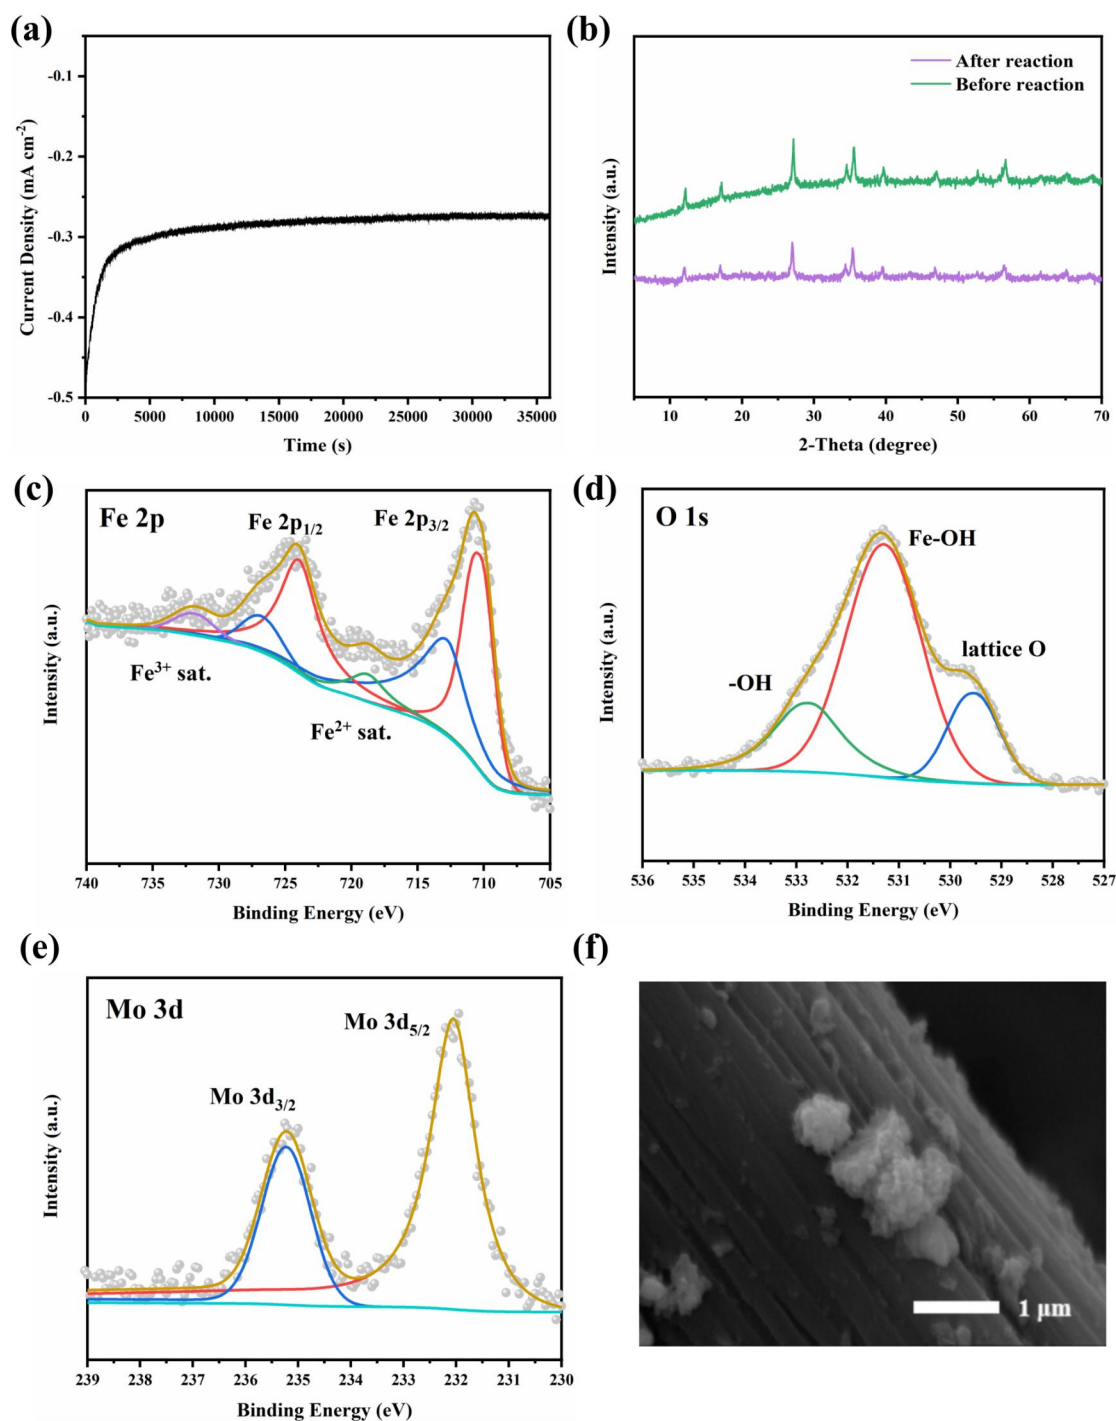 (a)
-0.1
-0.2
-0.3
-0.4
-0.5
Current Density (mA cm⁻²)
0 5000 10000 15000 20000 25000 30000 35000
Time (s)
(b)
After reaction
Before reaction
Intensity (a.u.)
10 20 30 40 50 60 70
2-Theta (degree)
(c)
Fe 2p
Fe 2p₁/₂
Fe 2p₃/₂
Fe³⁺ sat.
Fe²⁺ sat.
Intensity (a.u.)
740 735 730 725 720 715 710 705
Binding Energy (eV)
(d)
O 1s
Fe-OH
lattice O
-OH
Intensity (a.u.)
536 535 534 533 532 531 530 529 528 527
Binding Energy (eV)
(e)
Mo 3d
Mo 3d₅/₂
Mo 3d₃/₂
Intensity (a.u.)
239 238 237 236 235 234 233 232 231 230
Binding Energy (eV)
(f)
1 μm